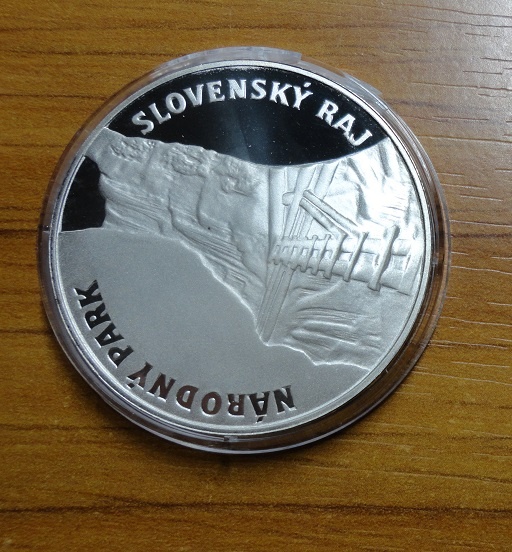 SLOVENSKÝ RAJ
NÁRODNÝ PARK